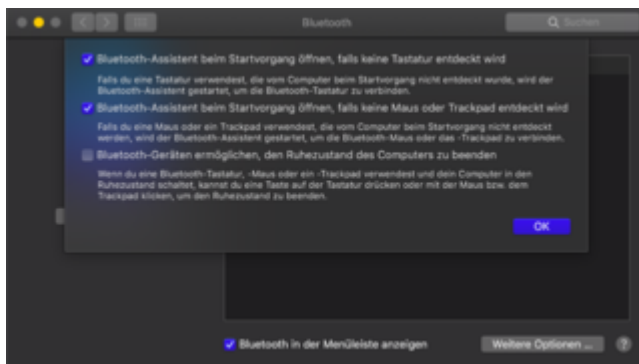 Bluetooth
Suchen
Bluetooth-Assistent beim Startvorgang öffnen, falls keine Tastatur entdeckt wird
Falls du eine Tastatur verwendest, die vom Computer beim Startvorgang nicht entdeckt wurde, wird der
Bluetooth-Assistent gestartet, um die Bluetooth-Tastatur zu verbinden.
Bluetooth-Assistent beim Startvorgang öffnen, falls keine Maus oder Trackpad entdeckt wird
Falls du eine Maus oder ein Trackpad verwendest, die vom Computer beim Startvorgang nicht entdeckt
werden, wird der Bluetooth-Assistent gestartet, um die Bluetooth-Maus oder das -Trackpad zu verbinden.
Bluetooth-Geräten ermöglichen, den Ruhezustand des Computers zu beenden
Wenn du eine Bluetooth-Tastatur, -Maus oder ein -Trackpad verwendest und dein Computer in den
Ruhezustand schaltet, kannst du eine Taste auf der Tastatur drücken oder mit der Maus bzw. dem
Trackpad klicken, um den Ruhezustand zu beenden.
OK
Bluetooth in der Menüleiste anzeigen
Weitere Optionen ...
?